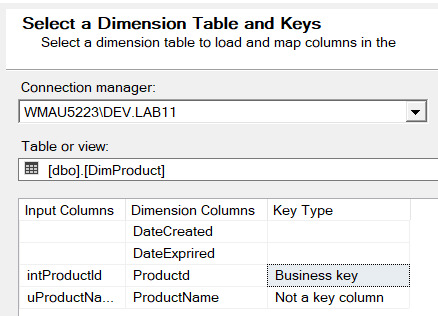 Select a Dimension Table and Keys
Select a dimension table to load and map columns in the
Connection manager:
WMAU5223\DEV.LAB11
Table or view:
[dbo].[DimProduct]
Input Columns Dimension Columns Key Type
DateCreated
DateExprired
intProductId Productd Business key
uProductNa... ProductName Not a key column